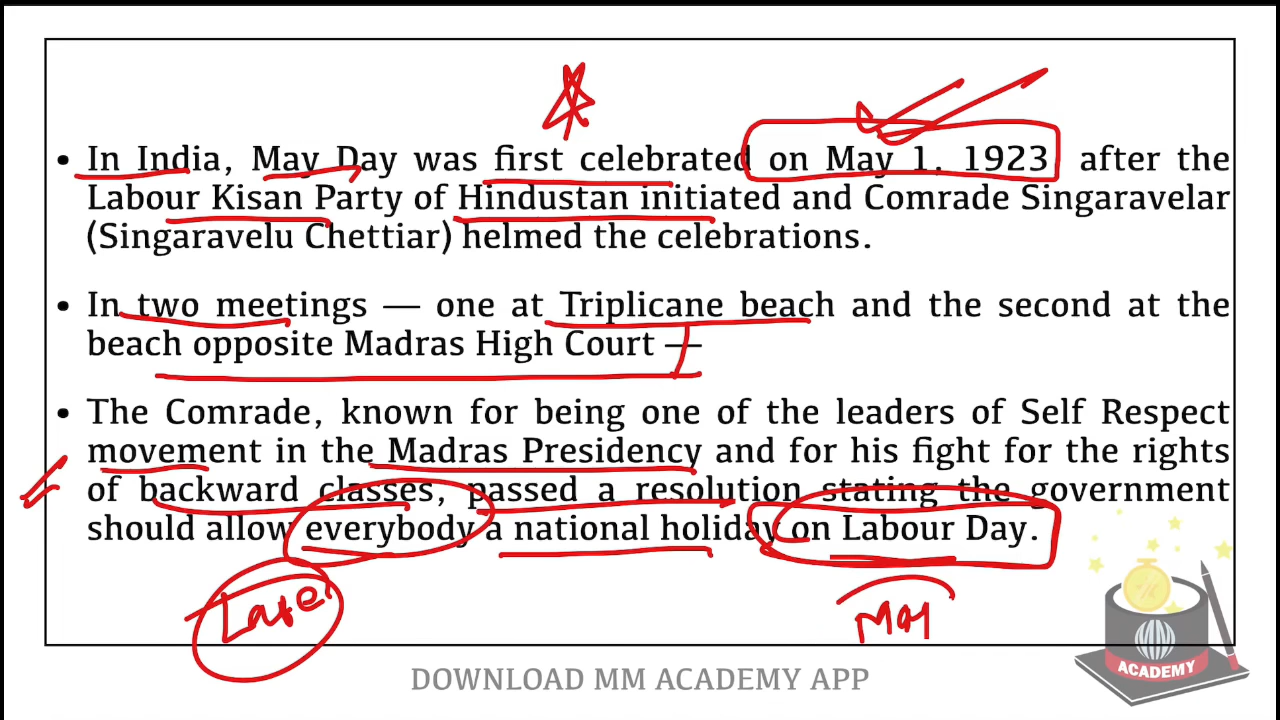 • In India, May Day was first celebrated on May 1, 1923 after the
Labour Kisan Party of Hindustan initiated and Comrade Singaravelar
(Singaravelu Chettiar) helmed the celebrations.
• In two meetings — one at Triplicane beach and the second at the
beach opposite Madras High Court —
• The Comrade, known for being one of the leaders of Self Respect
movement in the Madras Presidency and for his fight for the rights
of backward classes, passed a resolution stating the government
should allow everybody a national holiday on Labour Day.
Later
ACADEMY
DOWNLOAD MM ACADEMY APP